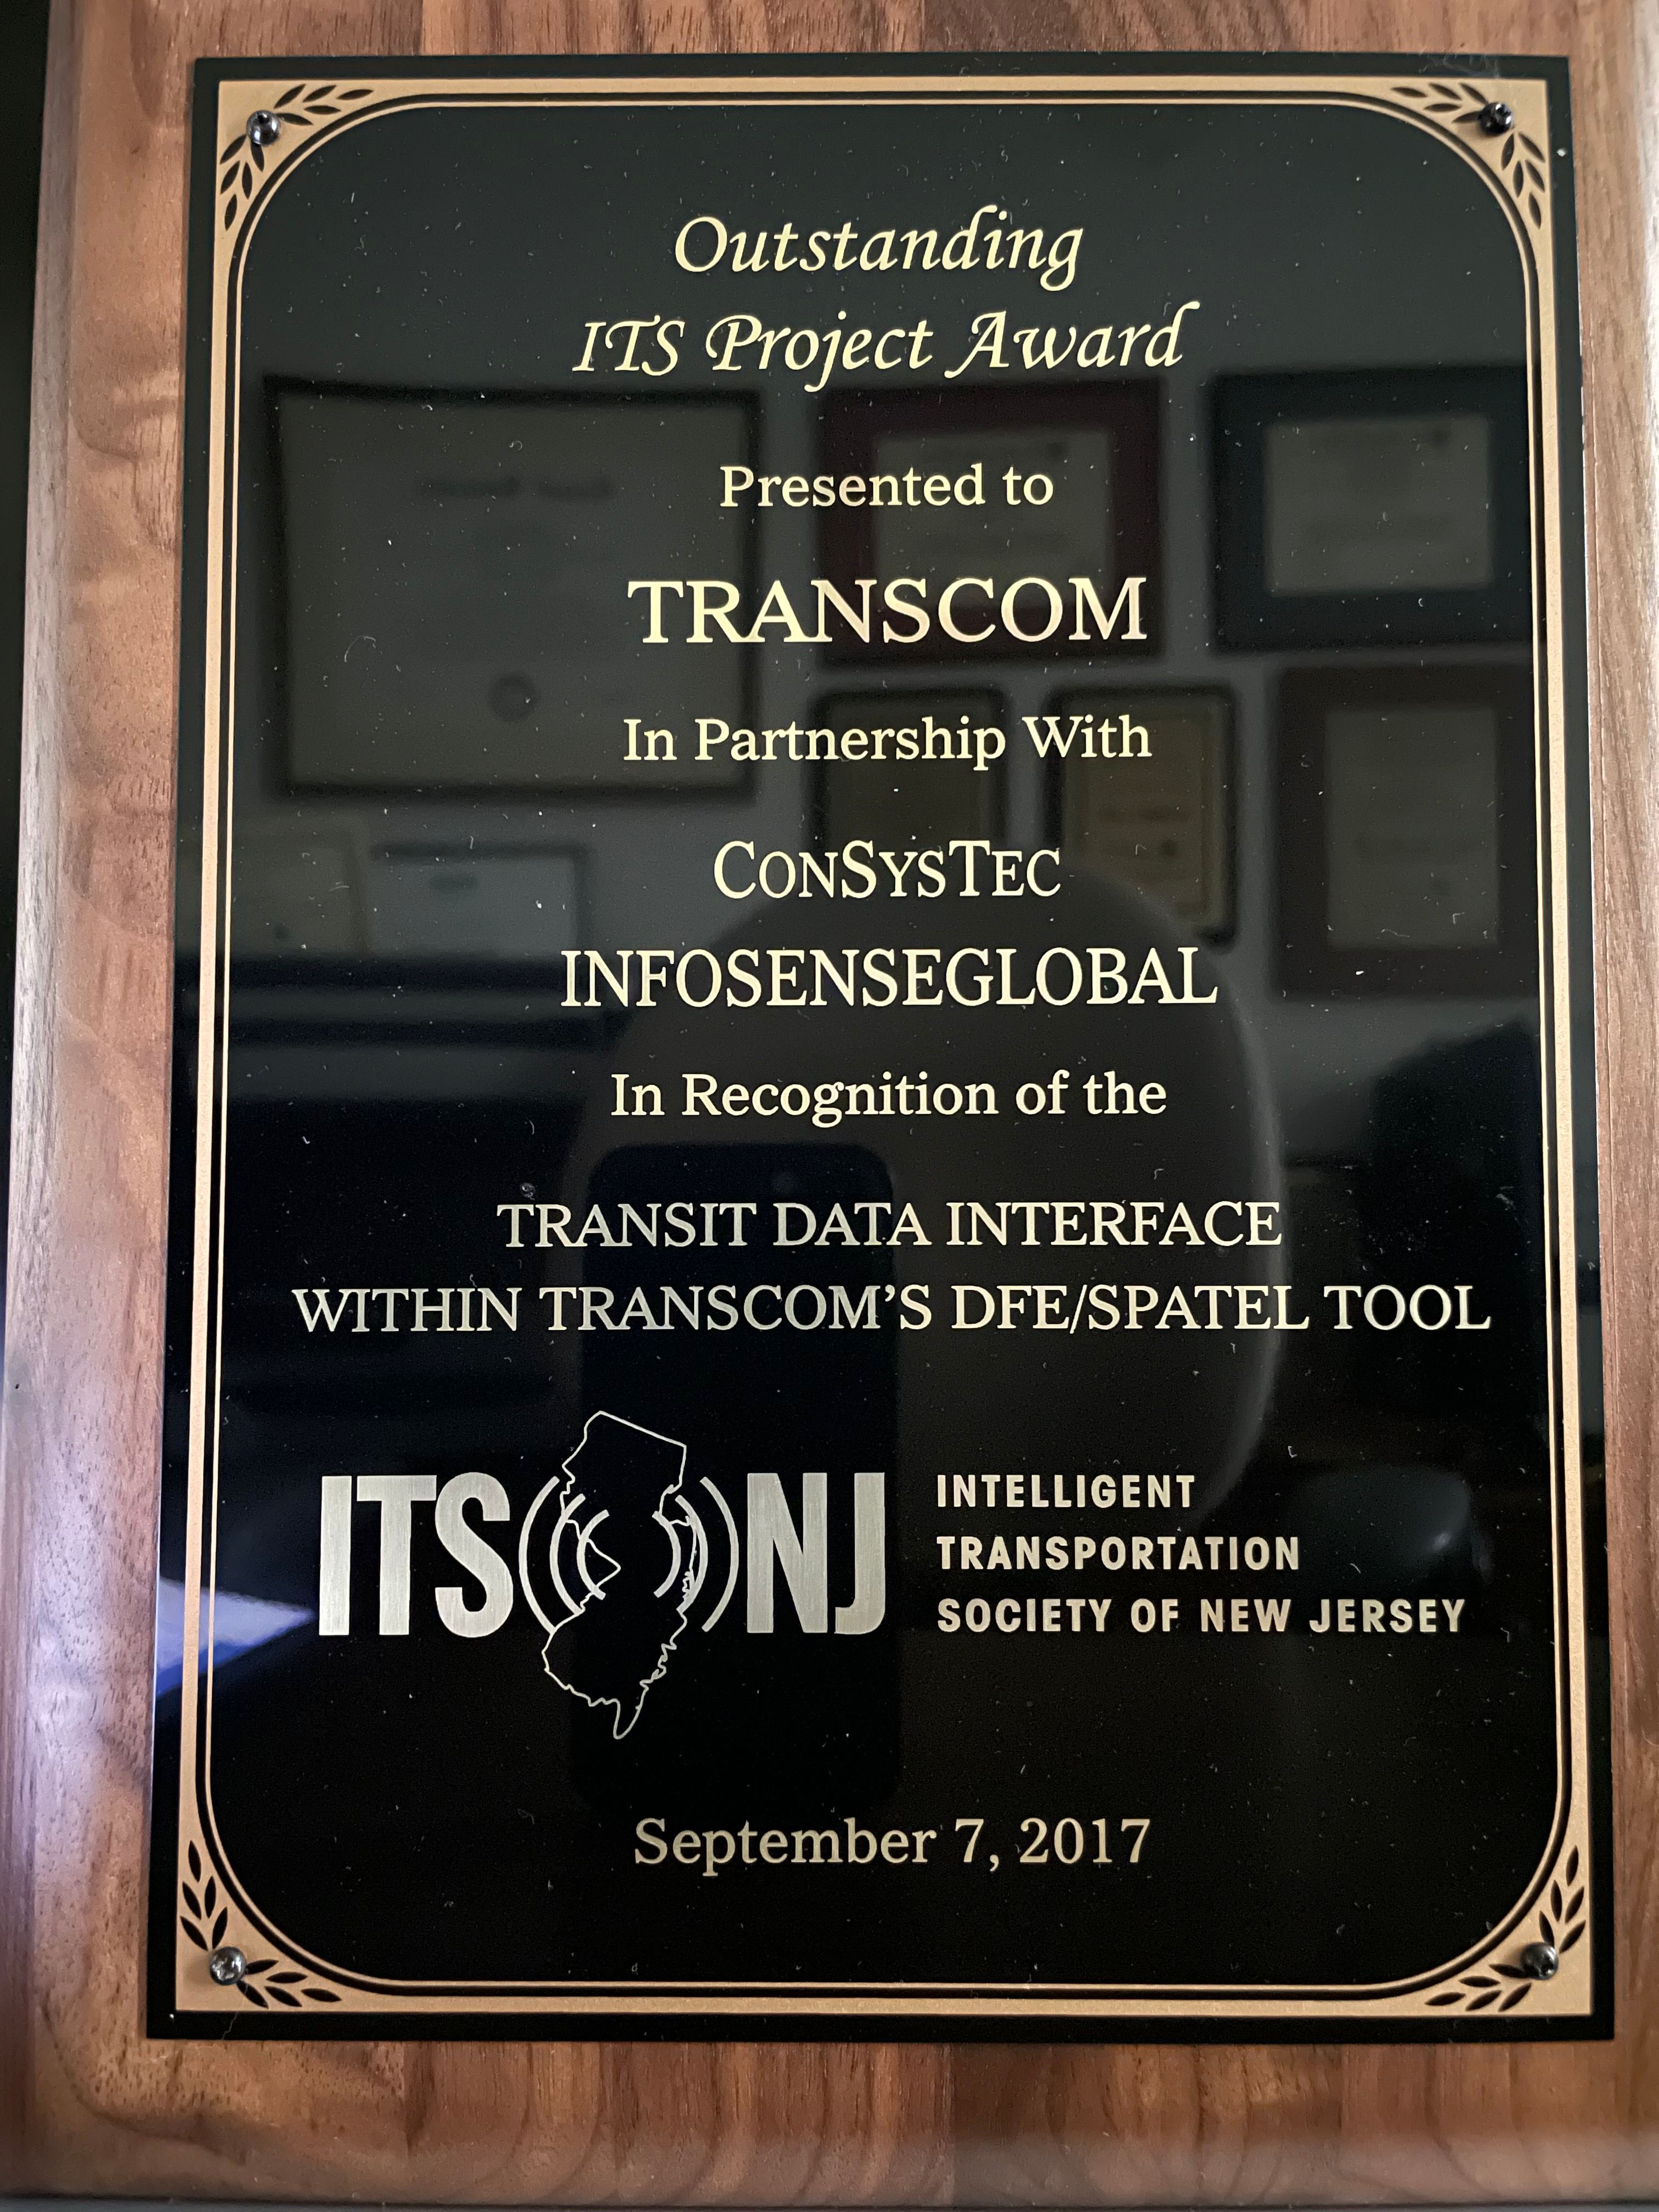 Outstanding
ITS Project Award
Presented to
TRANSCOM
In Partnership With
CONSYSTEC
INFOSENSEGLOBAL
In Recognition of the
TRANSIT DATA INTERFACE
WITHIN TRANSCOM'S DFE/SPATEL TOOL
ITS NJ
INTELLIGENT
TRANSPORTATION
SOCIETY OF NEW JERSEY
September 7, 2017